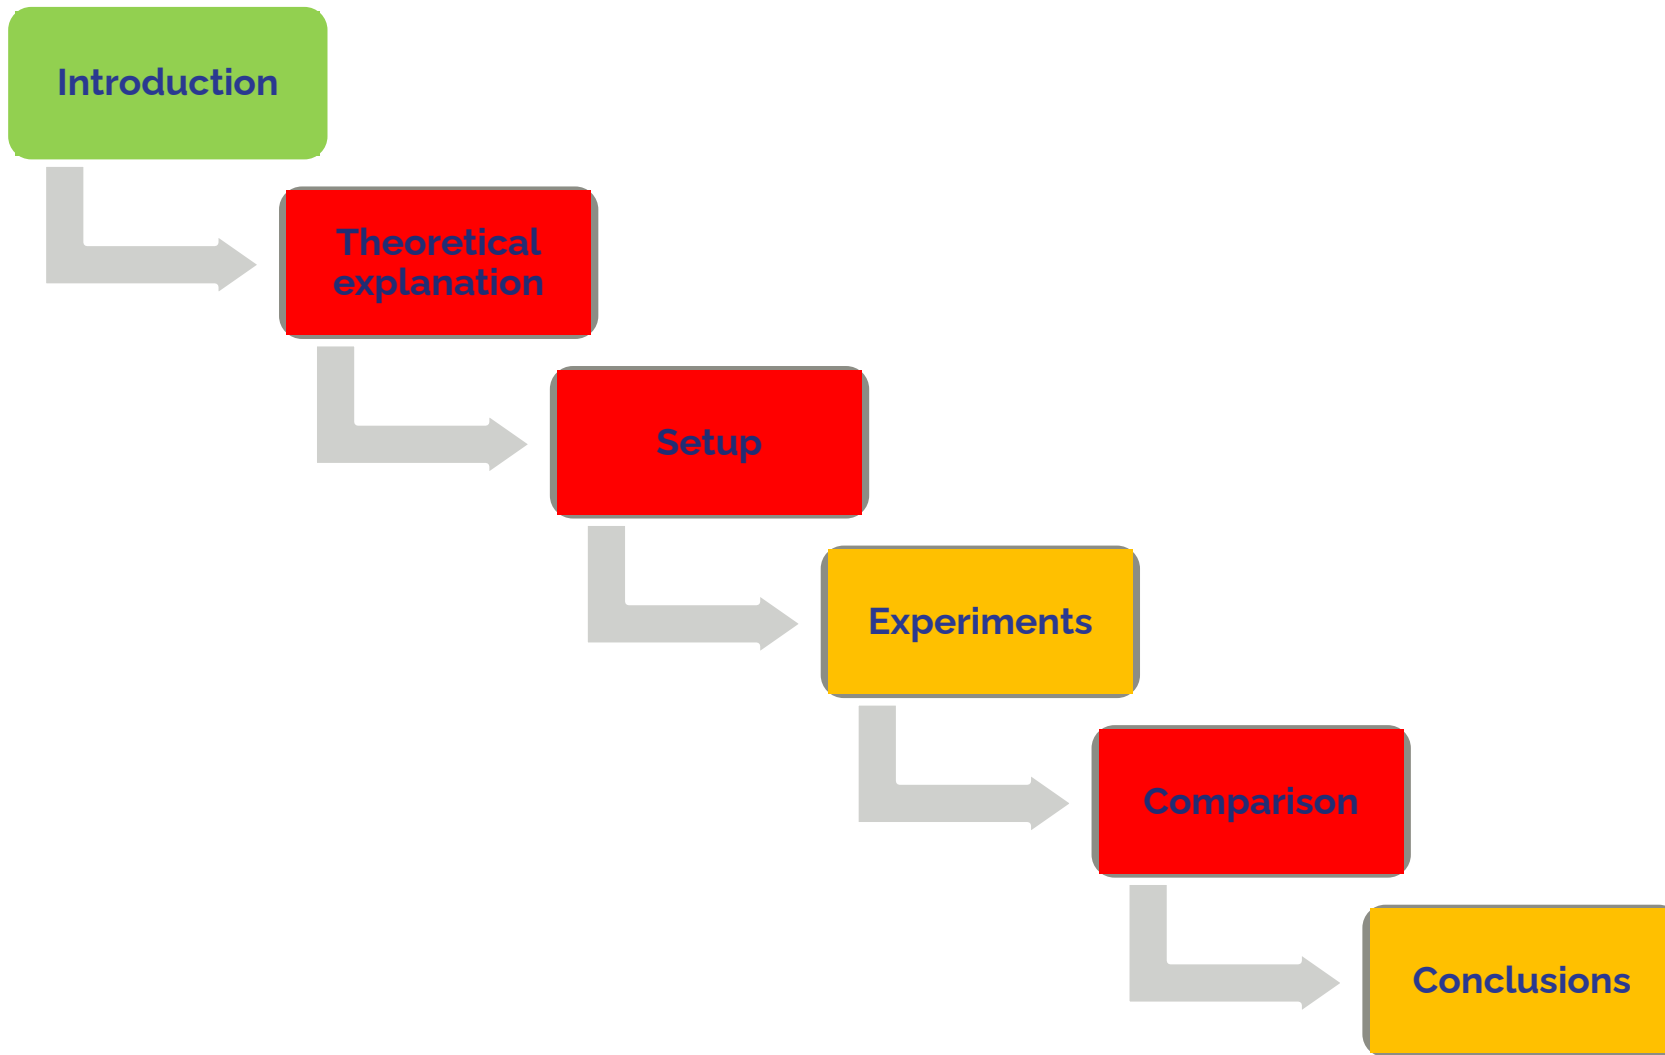 Introduction
Theoretical
explanation
Setup
Experiments
Comparison
Conclusions